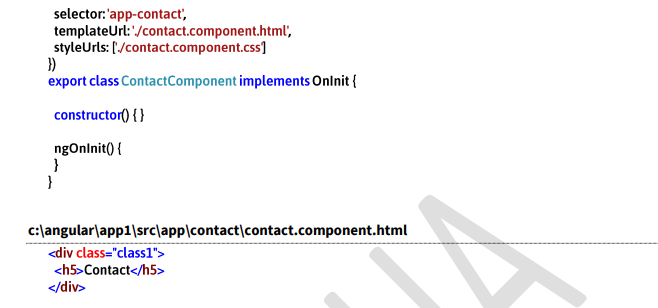 selector: 'app-contact',
templateUrl: './contact.component.html',
styleUrls: ['./contact.component.css']
})
export class ContactComponent implements OnInit {
constructor() { }
ngOnInit() {
}
}
c:\angular\app1\src\app\contact\contact.component.html
<div class="class1">
<h5>Contact</h5>
</div>